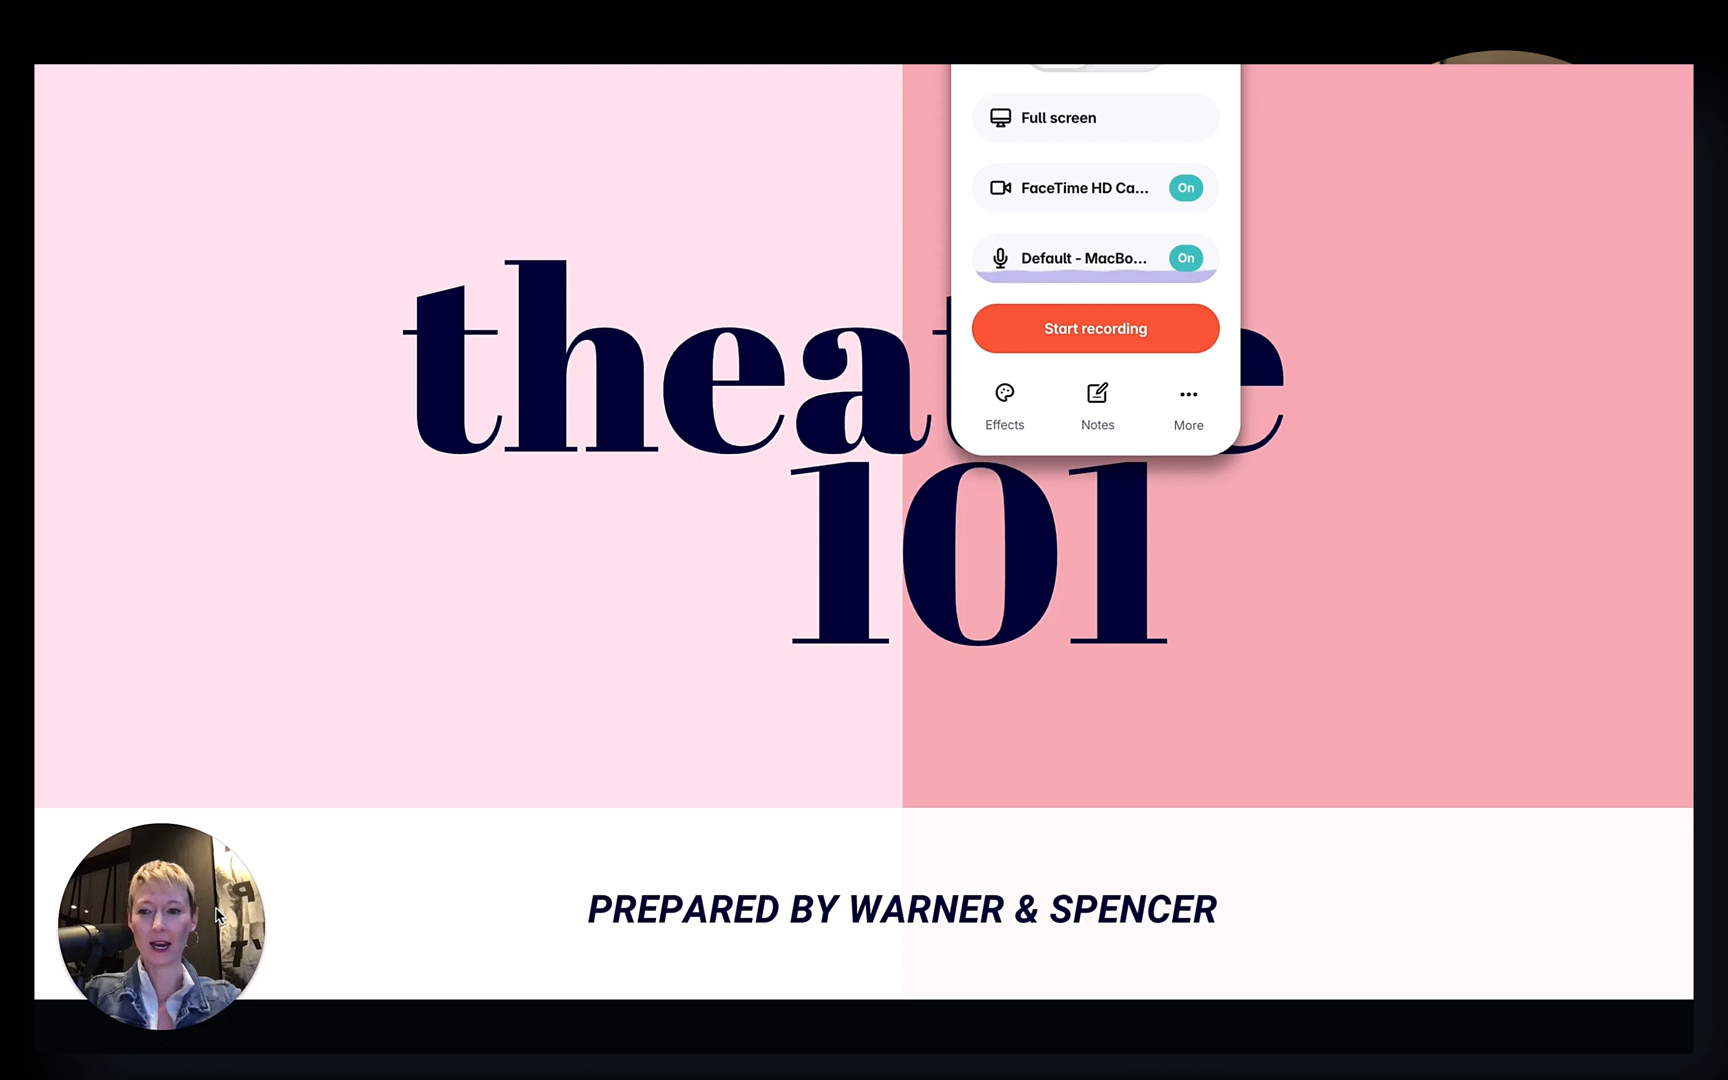 Full screen
FaceTime HD Ca...
On
Default - MacBo...
On
Start recording
Effects
Notes
More
101
PREPARED BY WARNER & SPENCER